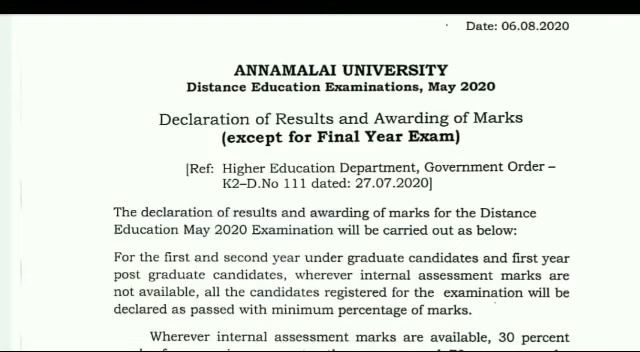 Date: 06.08.2020
ANNAMALAI UNIVERSITY
Distance Education Examinations, May 2020
Declaration of Results and Awarding of Marks
(except for Final Year Exam)
[Ref: Higher Education Department, Government Order –
K2–D.No 111 dated: 27.07.2020]
The declaration of results and awarding of marks for the Distance
Education May 2020 Examination will be carried out as below:
For the first and second year under graduate candidates and first year
post graduate candidates, wherever internal assessment marks are
not available, all the candidates registered for the examination will be
declared as passed with minimum percentage of marks.
Wherever internal assessment marks are available, 30 percent